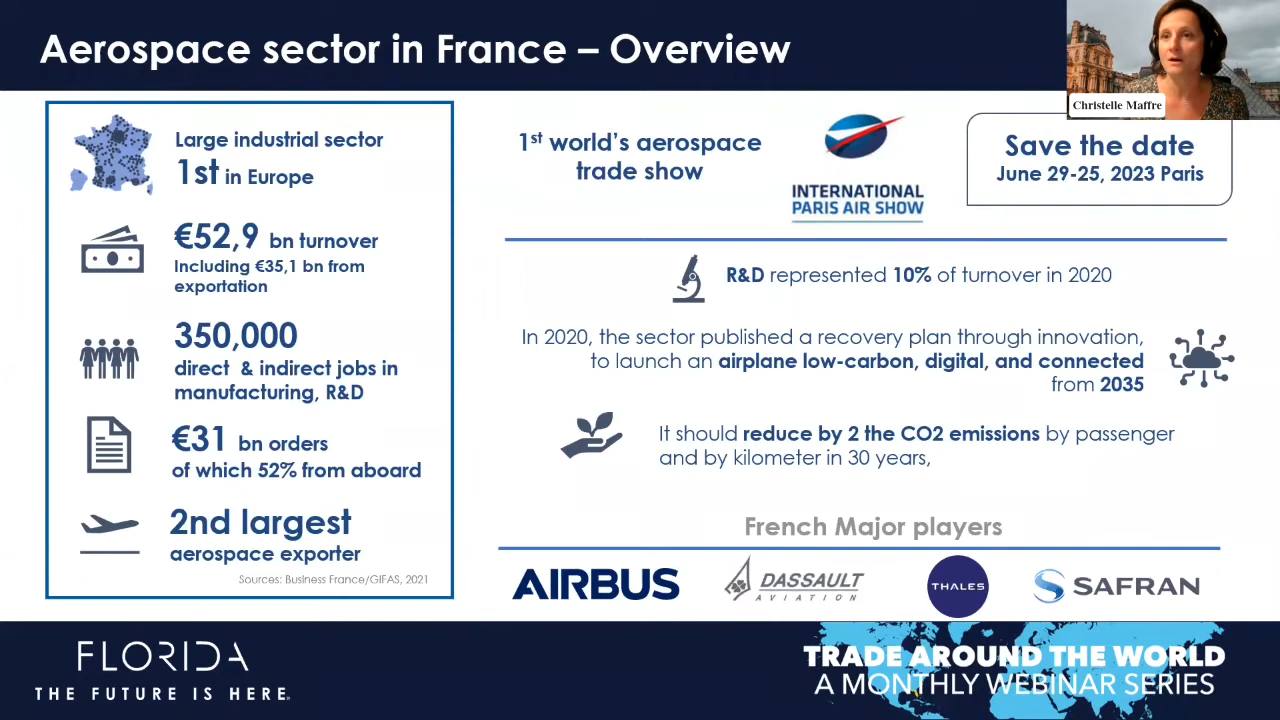 Aerospace sector in France – Overview
Christelle Maffre
Large industrial sector
1st in Europe
€52,9 bn turnover
Including €35,1 bn from
exportation
350,000
direct & indirect jobs in
manufacturing, R&D
€31 bn orders
of which 52% from aboard
2nd largest
aerospace exporter
Sources: Business France/GIFAS, 2021
1st world's aerospace
trade show
INTERNATIONAL
PARIS AIR SHOW
Save the date
June 29-25, 2023 Paris
R&D represented 10% of turnover in 2020
In 2020, the sector published a recovery plan through innovation,
to launch an airplane low-carbon, digital, and connected
from 2035
It should reduce by 2 the CO2 emissions by passenger
and by kilometer in 30 years,
French Major players
AIRBUS
DASSAULT
AVIATION
THALES
SAFRAN
FLORIDA
THE FUTURE IS HERE.
TRADE AROUND THE WORLD
A MONTHLY WEBINAR SERIES